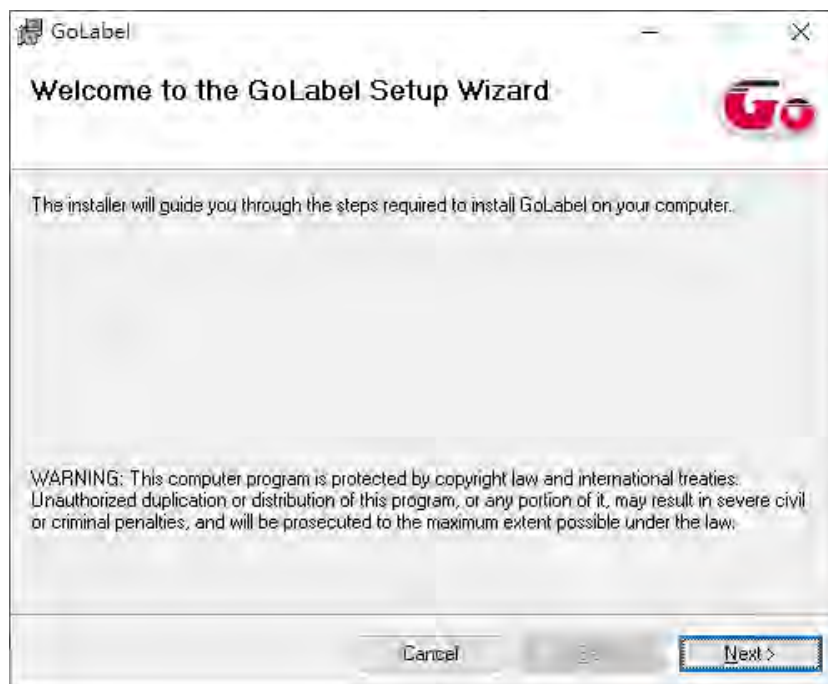 GoLabel
Welcome to the GoLabel Setup Wizard
Go
The installer will guide you through the steps required to install GoLabel on your computer.
WARNING: This computer program is protected by copyright law and international treaties.
Unauthorized duplication or distribution of this program, or any portion of it, may result in severe civil
or criminal penalties, and will be prosecuted to the maximum extent possible under the law.
Cancel
Next >